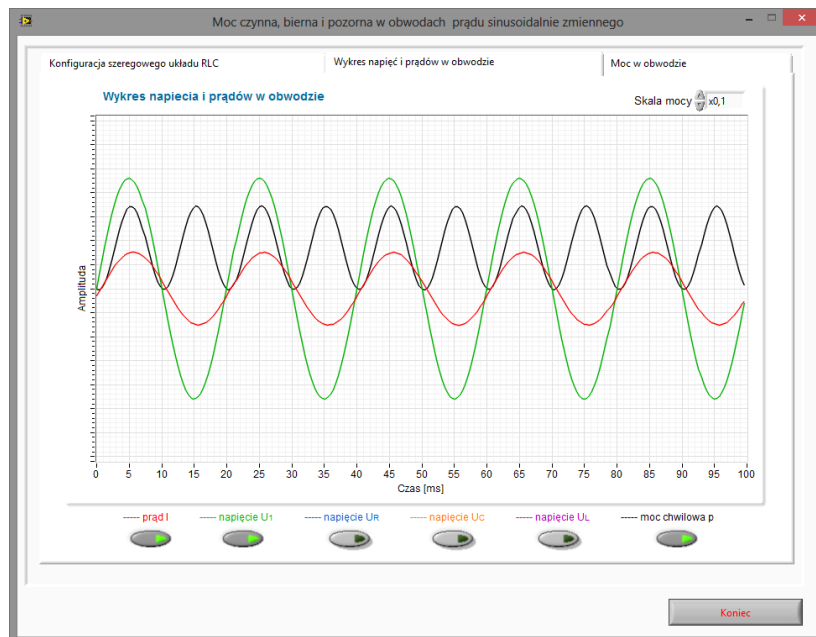 Moc czynna, bierna i pozorna w obwodach prądu sinusoidalnie zmiennego
Konfiguracja szeregowego układu RLC
Wykres napięć i prądów w obwodzie
Moc w obwodzie
Wykres napiecia i prądów w obwodzie
Skala mocy x0,1
Amplituda
0 5 10 15 20 25 30 35 40 45 50 55 60 65 70 75 80 85 90 95 100
Czas [ms]
----- prąd I ----- napięcie U1 ----- napięcie UR ----- napięcie UC ----- napięcie UL ----- moc chwilowa p
Koniec